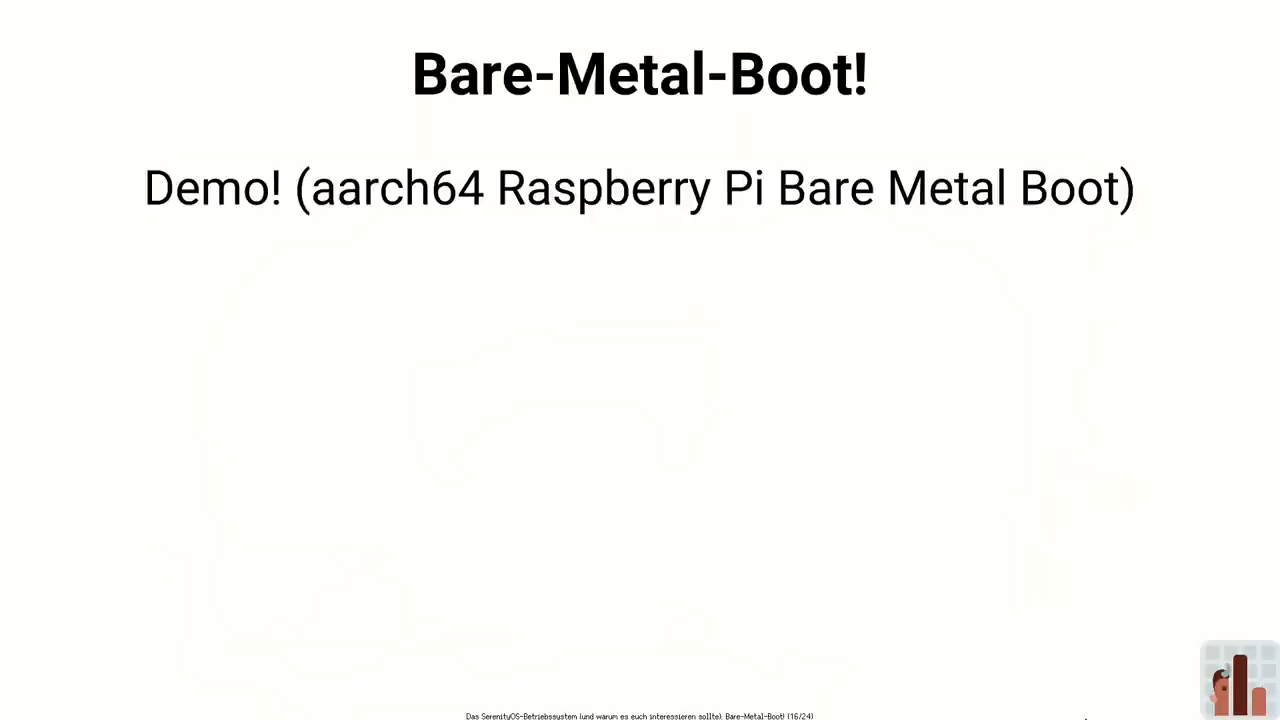 Bare-Metal-Boot!
Demo! (aarch64 Raspberry Pi Bare Metal Boot)
Das SerenityOS-Betriebssystem (und warum es euch interessieren sollte). Bare-Metal-Boot! (16/24)